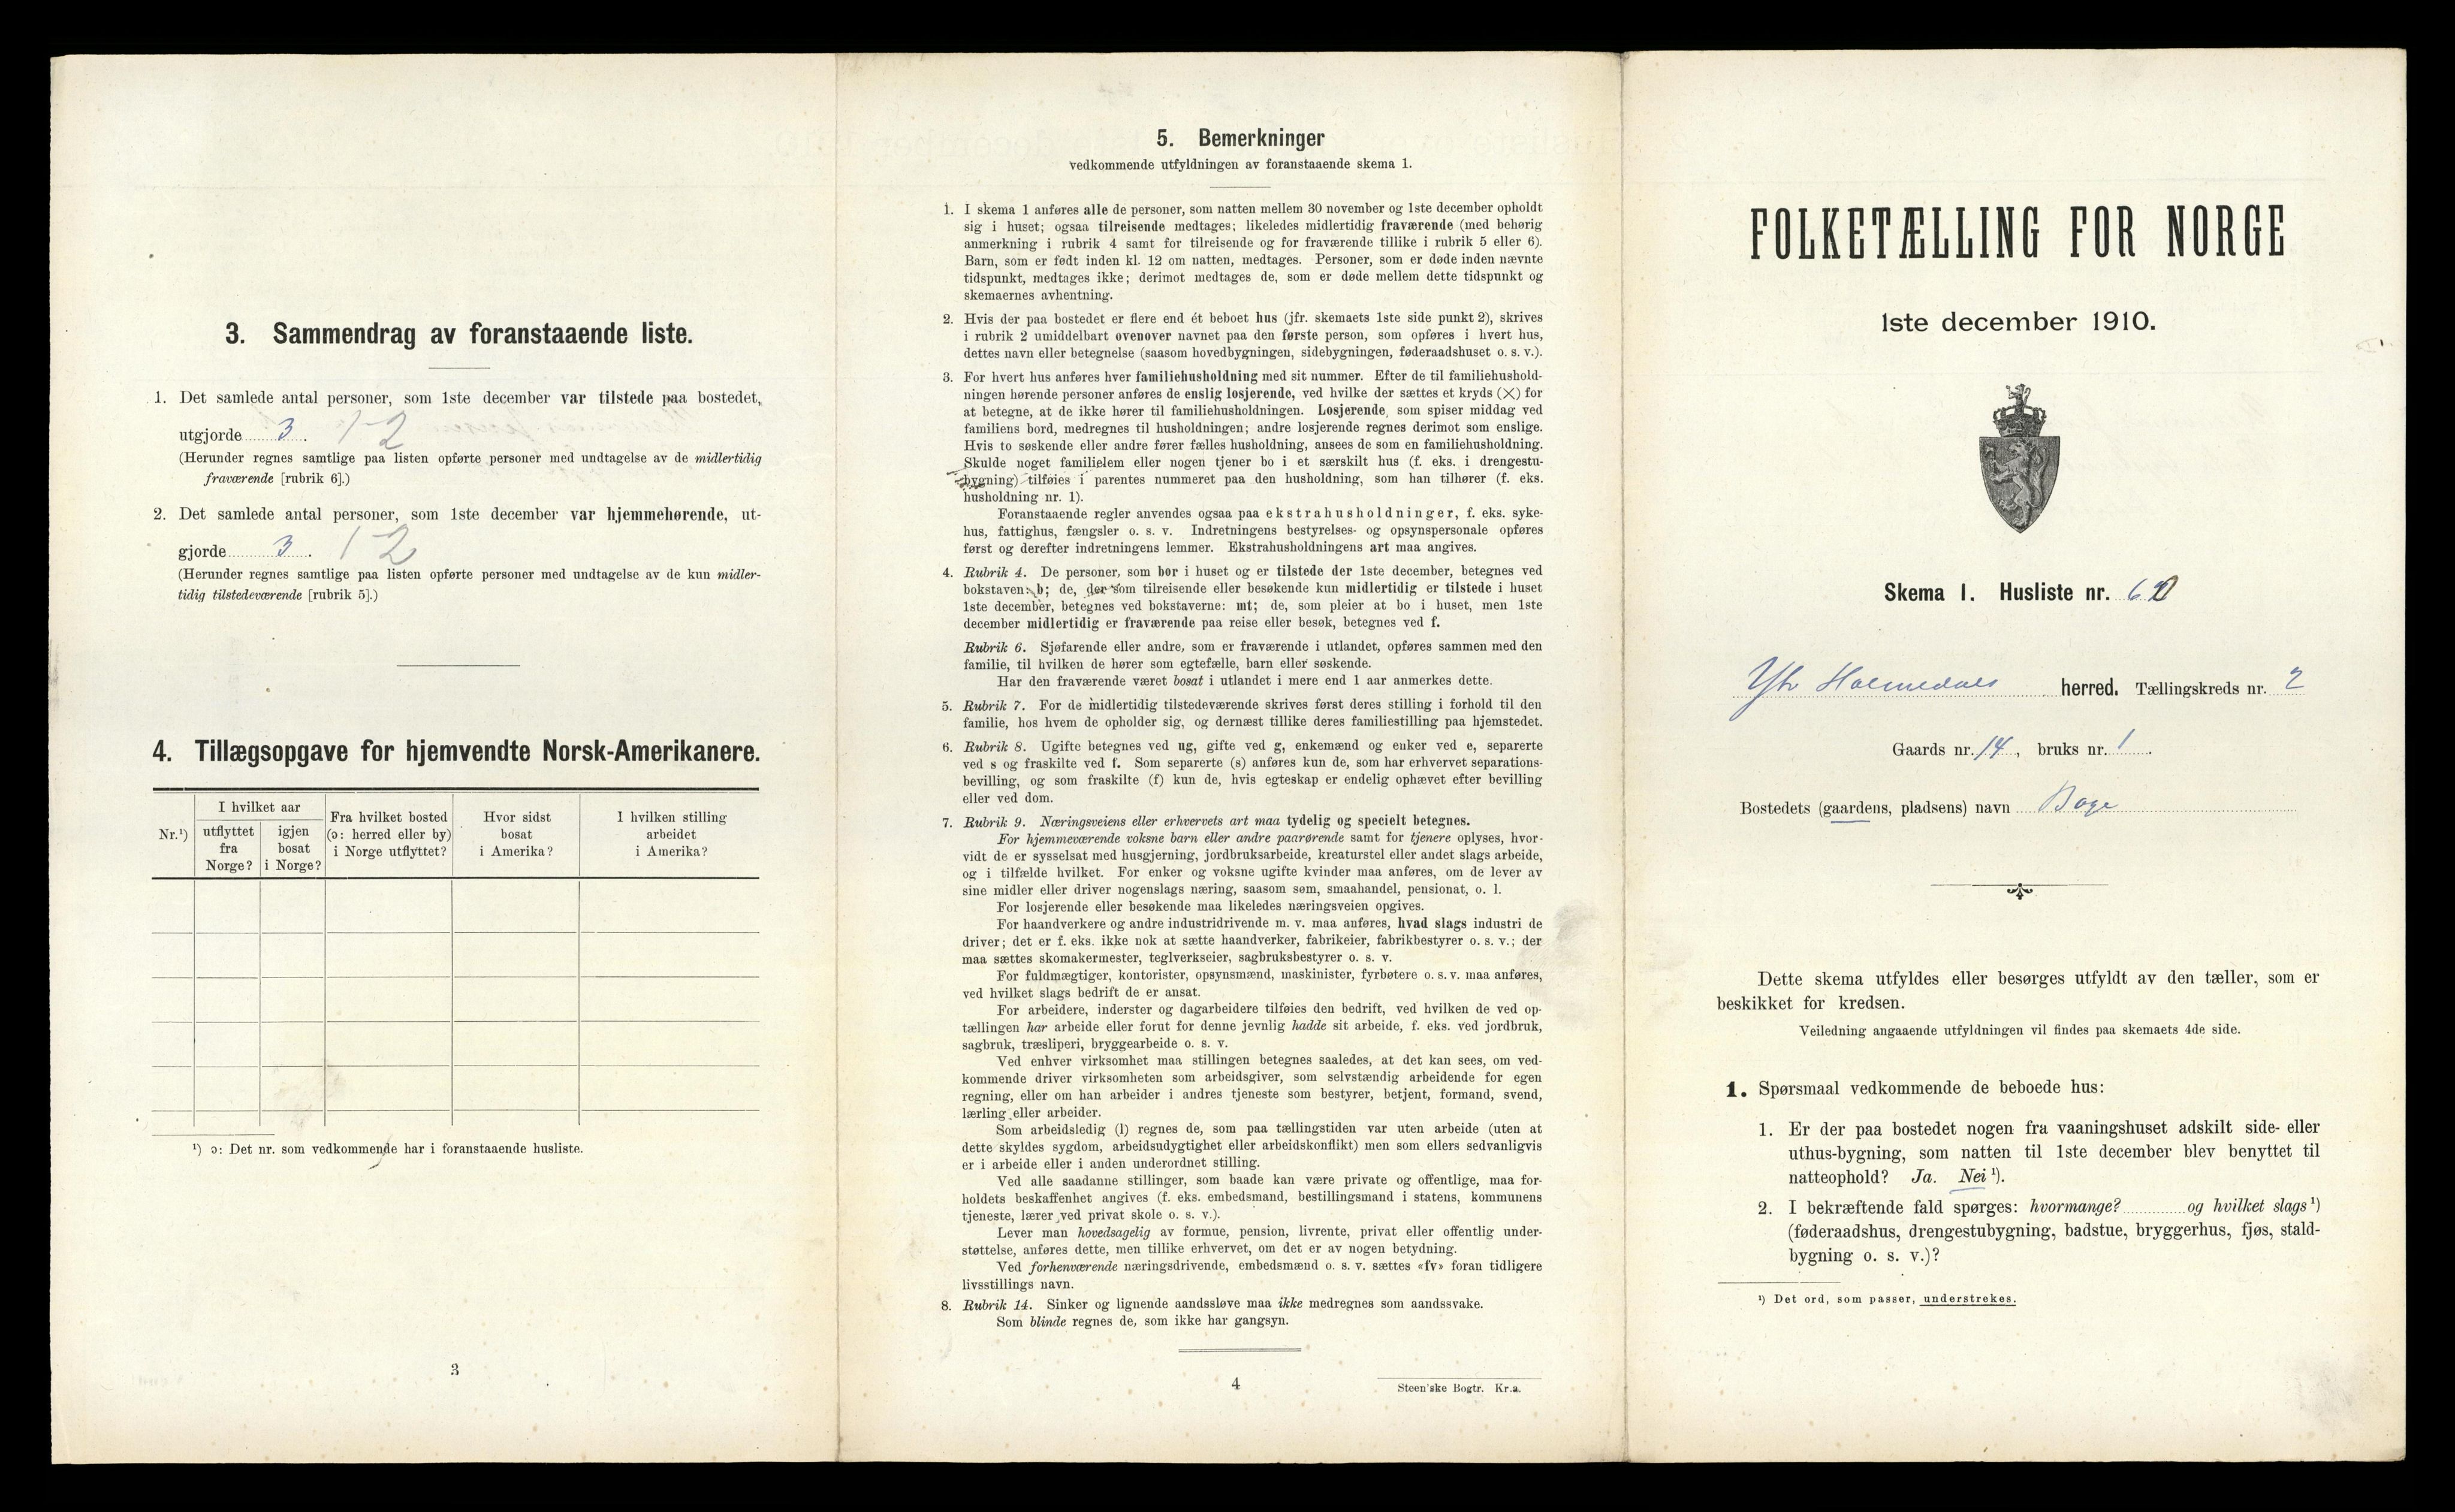 3. Sammendrag av foranstaaende liste.
1. Det samlede antal personer, som 1ste december var tilstede paa bostedet,
utgjorde 3. 1-2
(Herunder regnes samtlige paa listen opførte personer med undtagelse av de midlertidig
fraværende [rubrik 6].)
2. Det samlede antal personer, som 1ste december var hjemmehørende, ut-
gjorde 3. 1-2
(Herunder regnes samtlige paa listen opførte personer med undtagelse av de kun midler-
tidig tilstedeværende [rubrik 5].)
4. Tillægsopgave for hjemvendte Norsk-Amerikanere.
Nr.¹)
I hvilket aar
utflyttet
fra
Norge?
igjen
bosat
i Norge?
Fra hvilket bosted
(ɔ: herred eller by)
i Norge utflyttet?
Hvor sidst
bosat
i Amerika?
I hvilken stilling
arbeidet
i Amerika?
¹) ɔ: Det nr. som vedkommende har i foranstaaende husliste.
3
5. Bemerkninger
vedkommende utfyldningen av foranstaaende skema 1.
1. I skema 1 anføres alle de personer, som natten mellem 30 november og 1ste december opholdt
sig i huset; ogsaa tilreisende medtages; likeledes midlertidig fraværende (med behørig
anmerkning i rubrik 4 samt for tilreisende og for fraværende tillike i rubrik 5 eller 6).
Barn, som er født inden kl. 12 om natten, medtages. Personer, som er døde inden nævnte
tidspunkt, medtages ikke; derimot medtages de, som er døde mellem dette tidspunkt og
skemaernes avhentning.
2. Hvis der paa bostedet er flere end ét beboet hus (jfr. skemaets 1ste side punkt 2), skrives
i rubrik 2 umiddelbart ovenover navnet paa den første person, som opføres i hvert hus,
dettes navn eller betegnelse (saasom hovedbygningen, sidebygningen, føderaadshuset o. s. v.).
3. For hvert hus anføres hver familiehusholdning med sit nummer. Efter de til familiehushold-
ningen hørende personer anføres de enslig losjerende, ved hvilke der sættes et kryds (×) for
at betegne, at de ikke hører til familiehusholdningen. Losjerende, som spiser middag ved
familiens bord, medregnes til husholdningen; andre losjerende regnes derimot som enslige.
Hvis to søskende eller andre fører fælles husholdning, ansees de som en familiehusholdning.
Skulde noget familielem eller nogen tjener bo i et særskilt hus (f. eks. i drengestu-
bygning) tilføies i parentes nummeret paa den husholdning, som han tilhører (f. eks.
husholdning nr. 1).
Foranstaaende regler anvendes ogsaa paa ekstrahusholdninger, f. eks. syke-
hus, fattighus, fængsler o. s. v. Indretningens bestyrelses- og opsynspersonale opføres
først og derefter indretningens lemmer. Ekstrahusholdningens art maa angives.
4. Rubrik 4. De personer, som bor i huset og er tilstede der 1ste december, betegnes ved
bokstaven: b; de, der som tilreisende eller besøkende kun midlertidig er tilstede i huset
1ste december, betegnes ved bokstaverne: mt; de, som pleier at bo i huset, men 1ste
december midlertidig er fraværende paa reise eller besøk, betegnes ved f.
Rubrik 6. Sjøfarende eller andre, som er fraværende i utlandet, opføres sammen med den
familie, til hvilken de hører som egtefælle, barn eller søskende.
Har den fraværende været bosat i utlandet i mere end 1 aar anmerkes dette.
5. Rubrik 7. For de midlertidig tilstedeværende skrives først deres stilling i forhold til den
familie, hos hvem de opholder sig, og dernæst tillike deres familiestilling paa hjemstedet.
6. Rubrik 8. Ugifte betegnes ved ug, gifte ved g, enkemænd og enker ved e, separerte
ved s og fraskilte ved f. Som separerte (s) anføres kun de, som har erhvervet separations-
bevilling, og som fraskilte (f) kun de, hvis egteskap er endelig ophævet efter bevilling
eller ved dom.
7. Rubrik 9. Næringsveiens eller erhvervets art maa tydelig og specielt betegnes.
For hjemmeværende voksne barn eller andre paarørende samt for tjenere oplyses, hvor-
vidt de er sysselsat med husgjerning, jordbruksarbeide, kreaturstel eller andet slags arbeide,
og i tilfælde hvilket. For enker og voksne ugifte kvinder maa anføres, om de lever av
sine midler eller driver nogenslags næring, saasom søm, smaahandel, pensionat, o. l.
For losjerende eller besøkende maa likeledes næringsveien opgives.
For haandverkere og andre industridrivende m. v. maa anføres, hvad slags industri de
driver; det er f. eks. ikke nok at sætte haandverker, fabrikeier, fabrikbestyrer o. s. v.; der
maa sættes skomakermester, teglverkseier, sagbruksbestyrer o. s. v.
For fuldmægtiger, kontorister, opsynsmænd, maskinister, fyrbøtere o. s. v. maa anføres,
ved hvilket slags bedrift de er ansat.
For arbeidere, inderster og dagarbeidere tilføies den bedrift, ved hvilken de ved op-
tællingen har arbeide eller forut for denne jevnlig hadde sit arbeide, f. eks. ved jordbruk,
sagbruk, træsliperi, bryggearbeide o. s. v.
Ved enhver virksomhet maa stillingen betegnes saaledes, at det kan sees, om ved-
kommende driver virksomheten som arbeidsgiver, som selvstændig arbeidende for egen
regning, eller om han arbeider i andres tjeneste som bestyrer, betjent, formand, svend,
lærling eller arbeider.
Som arbeidsledig (l) regnes de, som paa tællingstiden var uten arbeide (uten at
dette skyldes sygdom, arbeidsudygtighet eller arbeidskonflikt) men som ellers sedvanligvis
er i arbeide eller i anden underordnet stilling.
Ved alle saadanne stillinger, som baade kan være private og offentlige, maa for-
holdets beskaffenhet angives (f. eks. embedsmand, bestillingsmand i statens, kommunens
tjeneste, lærer ved privat skole o. s. v.).
Lever man hovedsagelig av formue, pension, livrente, privat eller offentlig under-
støttelse, anføres dette, men tillike erhvervet, om det er av nogen betydning.
Ved forhenværende næringsdrivende, embedsmænd o. s. v. sættes «fv» foran tidligere
livsstillings navn.
8. Rubrik 14. Sinker og lignende aandssløve maa ikke medregnes som aandssvake.
Som blinde regnes de, som ikke har gangsyn.
4
Steen'ske Bogtr. Kr.a.
FOLKETÆLLING FOR NORGE
1ste december 1910.
Skema 1. Husliste nr.
Ytr Holmedals herred. Tællingskreds nr. 2
Gaards nr. 14, bruks nr. 1.
Bostedets (gaardens, pladsens) navn Boge
Dette skema utfyldes eller besørges utfyldt av den tæller, som er
beskikket for kredsen.
Veiledning angaaende utfyldningen vil findes paa skemaets 4de side.
1. Spørsmaal vedkommende de beboede hus:
1. Er der paa bostedet nogen fra vaaningshuset adskilt side- eller
uthus-bygning, som natten til 1ste december blev benyttet til
natteophold? Ja. Nei ¹).
2. I bekræftende fald spørges: hvormange? og hvilket slags ¹)
(føderaadshus, drengestubygning, badstue, bryggerhus, fjøs, stald-
bygning o. s. v.)?
¹) Det ord, som passer, understrekes.